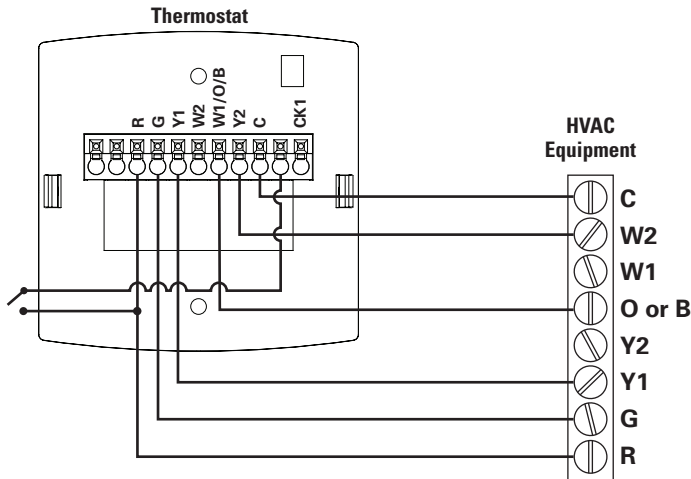 Thermostat
R
G
Y1
W2
W1/O/B
Y2
C
CK1
HVAC
Equipment
C
W2
W1
O or B
Y2
Y1
G
R